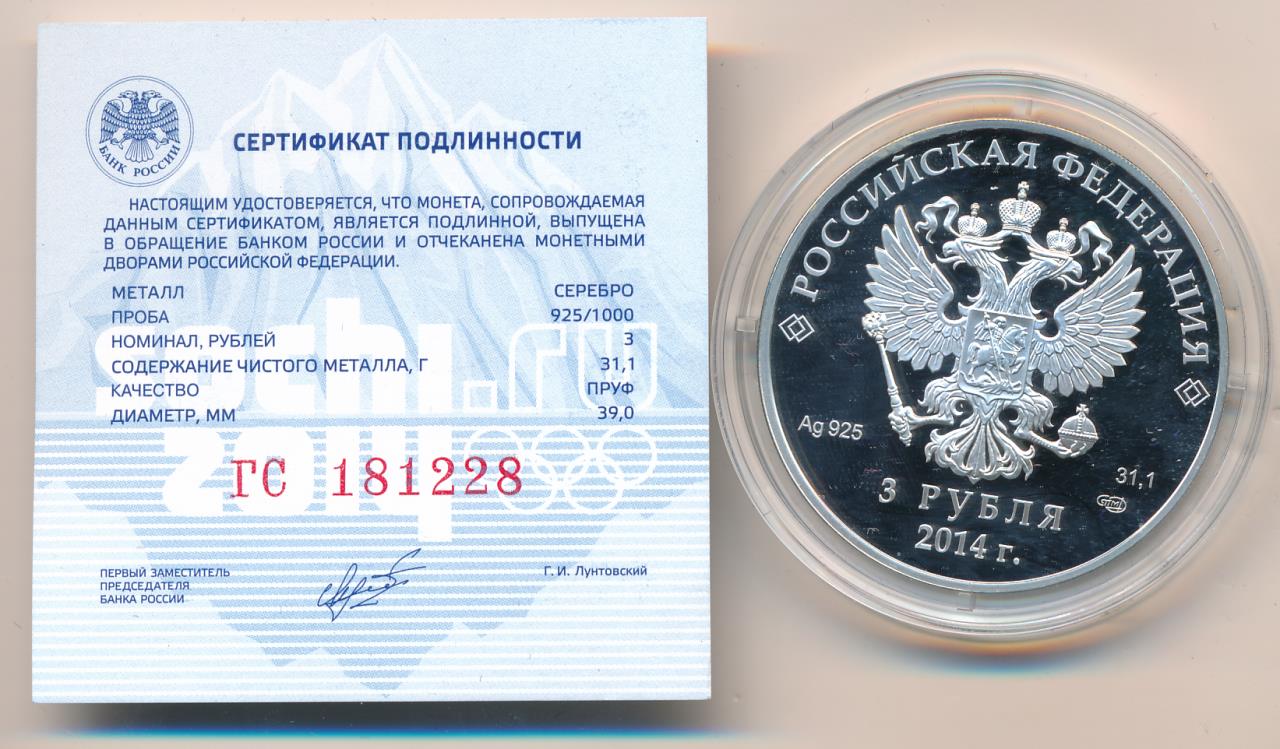 БАНК РОССИИ
СЕРТИФИКАТ ПОДЛИННОСТИ
НАСТОЯЩИМ УДОСТОВЕРЯЕТСЯ, ЧТО МОНЕТА, СОПРОВОЖДАЕМАЯ
ДАННЫМ СЕРТИФИКАТОМ, ЯВЛЯЕТСЯ ПОДЛИННОЙ, ВЫПУЩЕНА
В ОБРАЩЕНИЕ БАНКОМ РОССИИ И ОТЧЕКАНЕНА МОНЕТНЫМИ
ДВОРАМИ РОССИЙСКОЙ ФЕДЕРАЦИИ.
МЕТАЛЛ СЕРЕБРО
ПРОБА 925/1000
НОМИНАЛ, РУБЛЕЙ 3
СОДЕРЖАНИЕ ЧИСТОГО МЕТАЛЛА, Г 31,1
КАЧЕСТВО ПРУФ
ДИАМЕТР, ММ 39,0
sochi.ru
2014
ГС 181228
ПЕРВЫЙ ЗАМЕСТИТЕЛЬ
ПРЕДСЕДАТЕЛЯ
БАНКА РОССИИ
Г. И. Лунтовский
РОССИЙСКАЯ ФЕДЕРАЦИЯ
Ag 925
31,1
3 РУБЛЯ
2014 г.